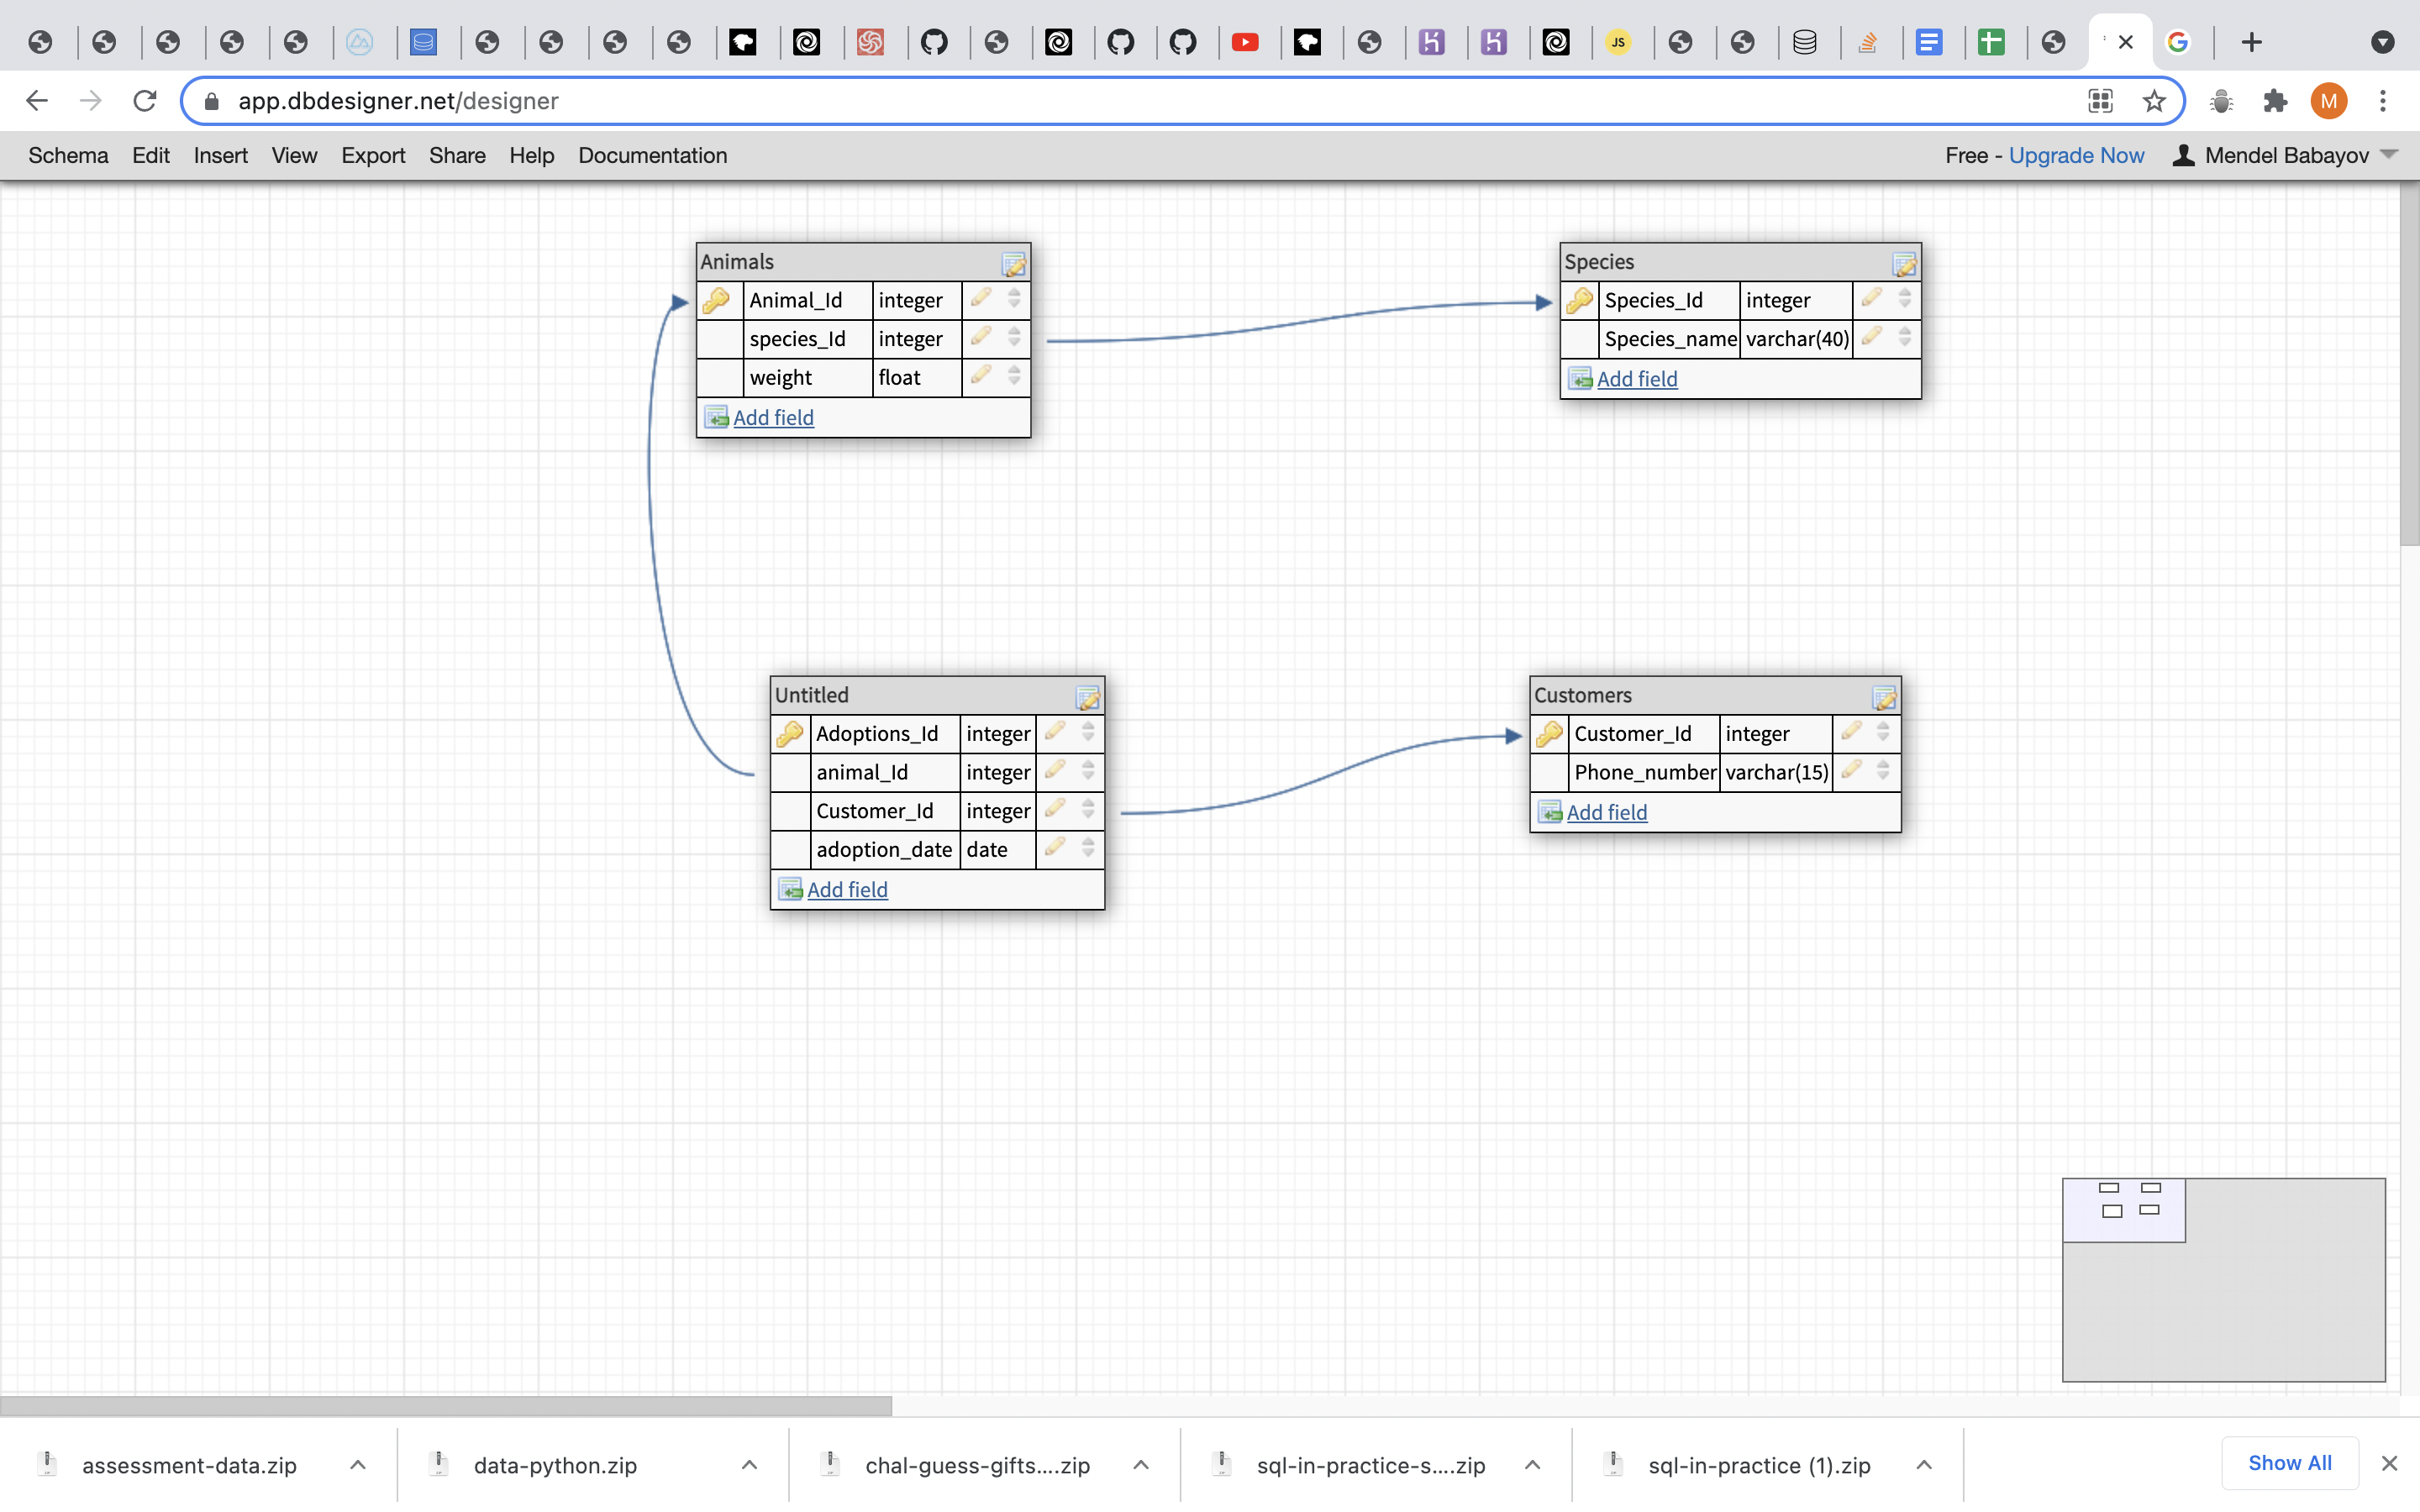 JS
app.dbdesigner.net/designer
M
Schema Edit Insert View Export Share Help Documentation
Free - Upgrade Now Mendel Babayov
Animals
Animal_Id integer
species_Id integer
weight float
Add field
Species
Species_Id integer
Species_name varchar(40)
Add field
Untitled
Adoptions_Id integer
animal_Id integer
Customer_Id integer
adoption_date date
Add field
Customers
Customer_Id integer
Phone_number varchar(15)
Add field
assessment-data.zip
data-python.zip
chal-guess-gifts....zip
sql-in-practice-s....zip
sql-in-practice (1).zip
Show All